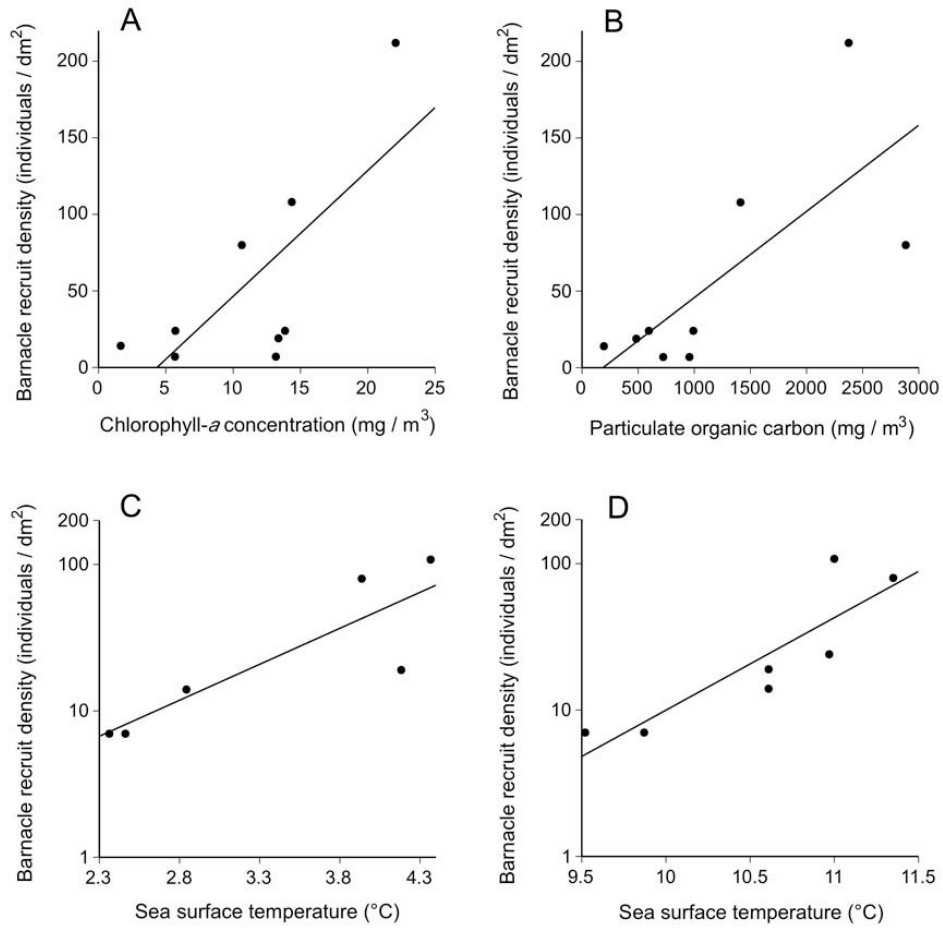 A
Barnacle recruit density (individuals / dm²)
200
150
100
50
0
0 5 10 15 20 25
Chlorophyll-a concentration (mg / m³)
B
Barnacle recruit density (individuals / dm²)
200
150
100
50
0
0 500 1000 1500 2000 2500 3000
Particulate organic carbon (mg / m³)
C
Barnacle recruit density (individuals / dm²)
200
100
10
1
2.3 2.8 3.3 3.8 4.3
Sea surface temperature (°C)
D
Barnacle recruit density (individuals / dm²)
200
100
10
1
9.5 10 10.5 11 11.5
Sea surface temperature (°C)